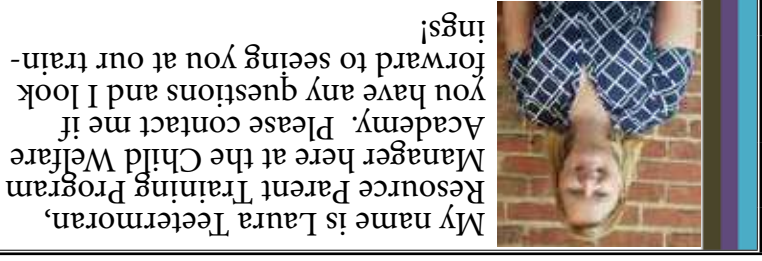 My name is Laura Teetermoran,
Resource Parent Training Program
Manager here at the Child Welfare
Academy.  Please contact me if
you have any questions and I look
forward to seeing you at our train-
ings!